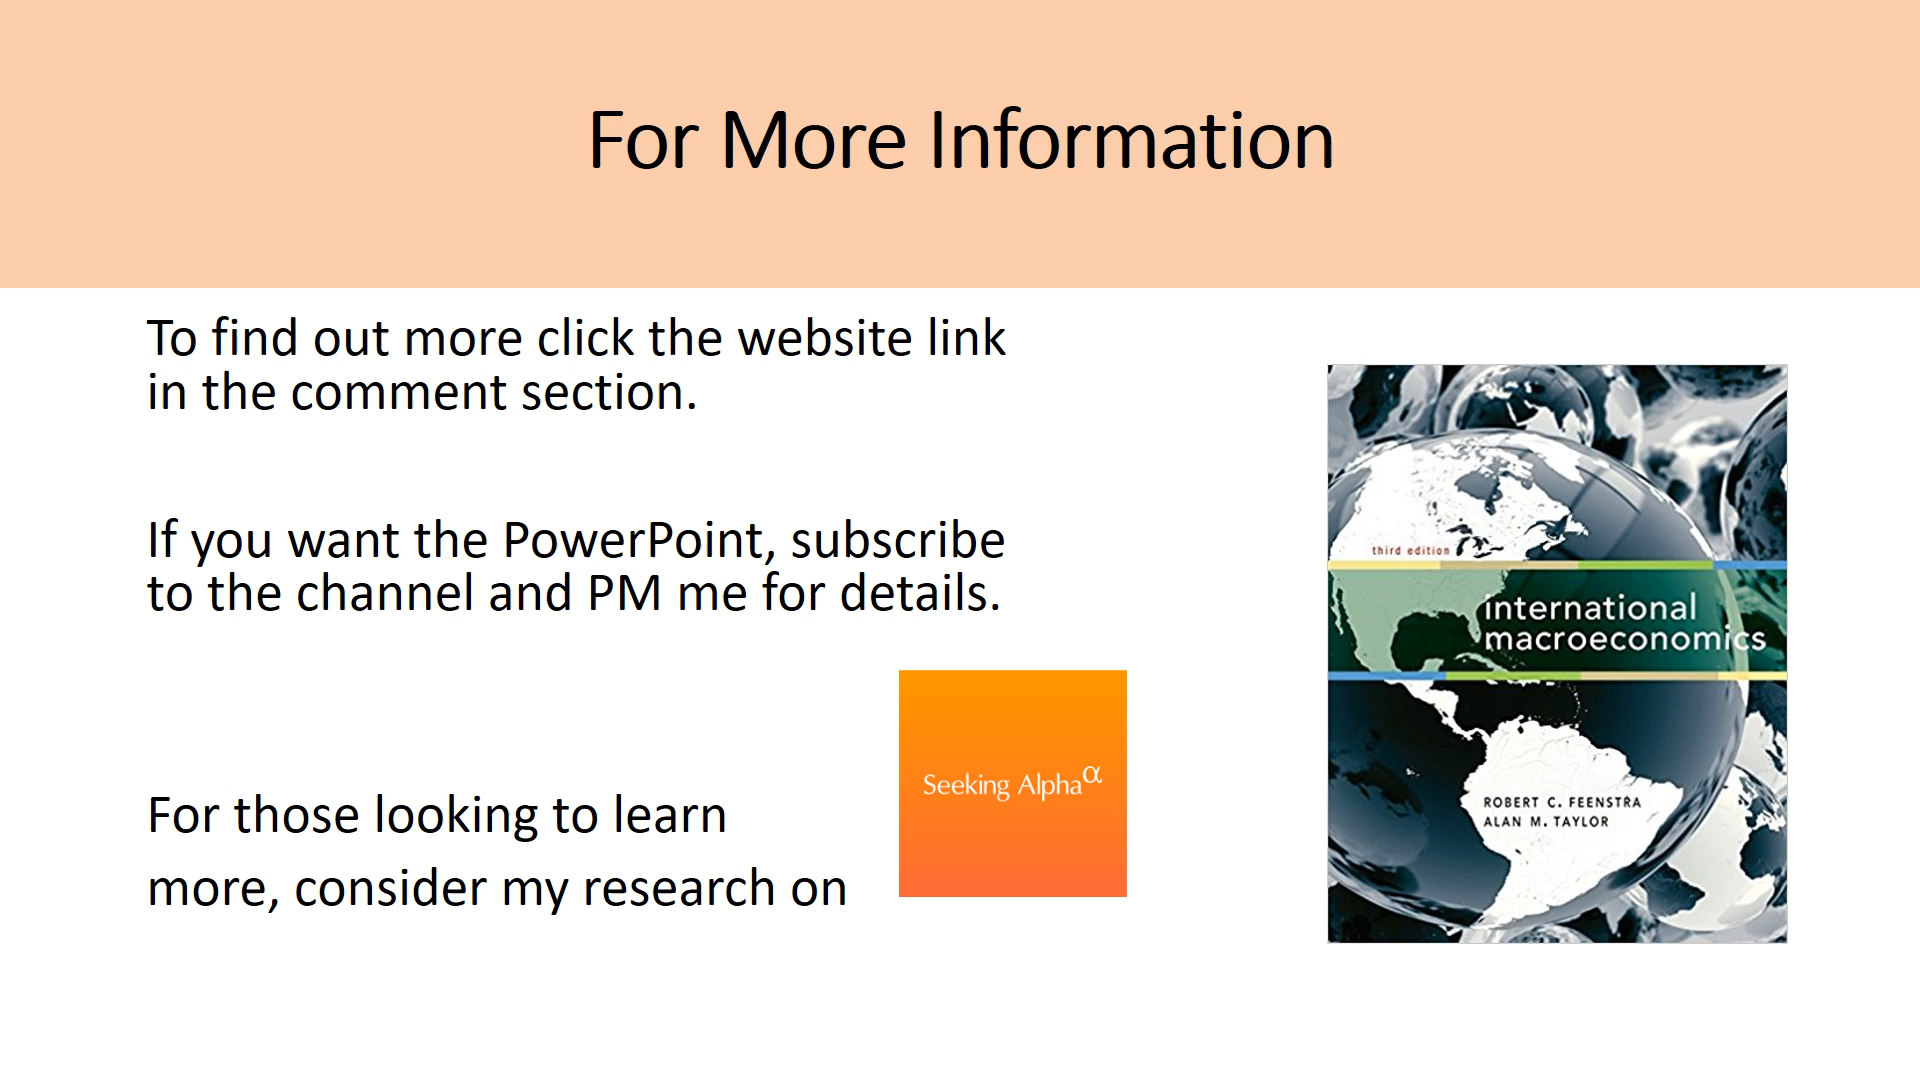 For More Information
To find out more click the website link
in the comment section.
If you want the PowerPoint, subscribe
to the channel and PM me for details.
For those looking to learn
more, consider my research on
Seeking Alpha α
third edition
international
macroeconomics
ROBERT C. FEENSTRA
ALAN M. TAYLOR